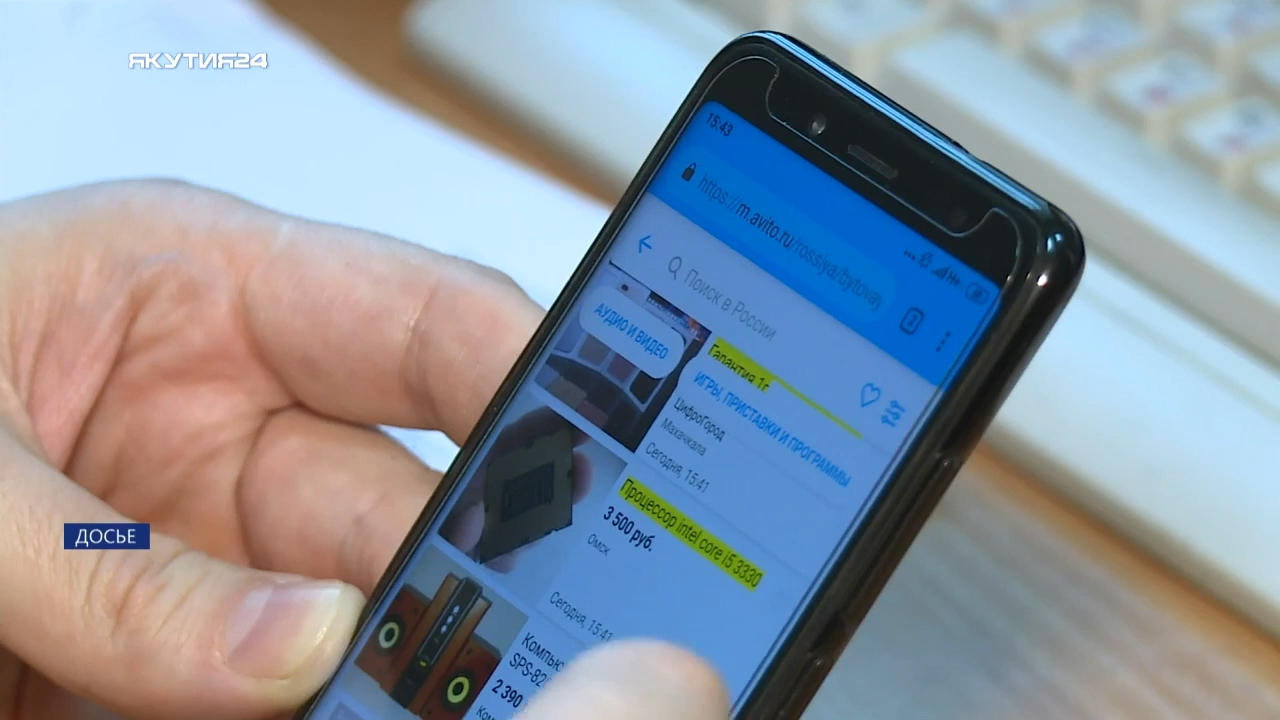 ЯКУТИЯ24
15:43
H+
https://m.avito.ru/rossiya/bytovay
Поиск в России
АУДИО И ВИДЕО
Гарантия 1г
ИГРЫ, ПРИСТАВКИ И ПРОГРАММЫ
ЦифроГород
Махачкала
Сегодня, 15:41
Процессор intel core i5 3330
3 500 руб.
Омск
Сегодня, 15:41
ДОСЬЕ
Компью
SPS-82
2 390